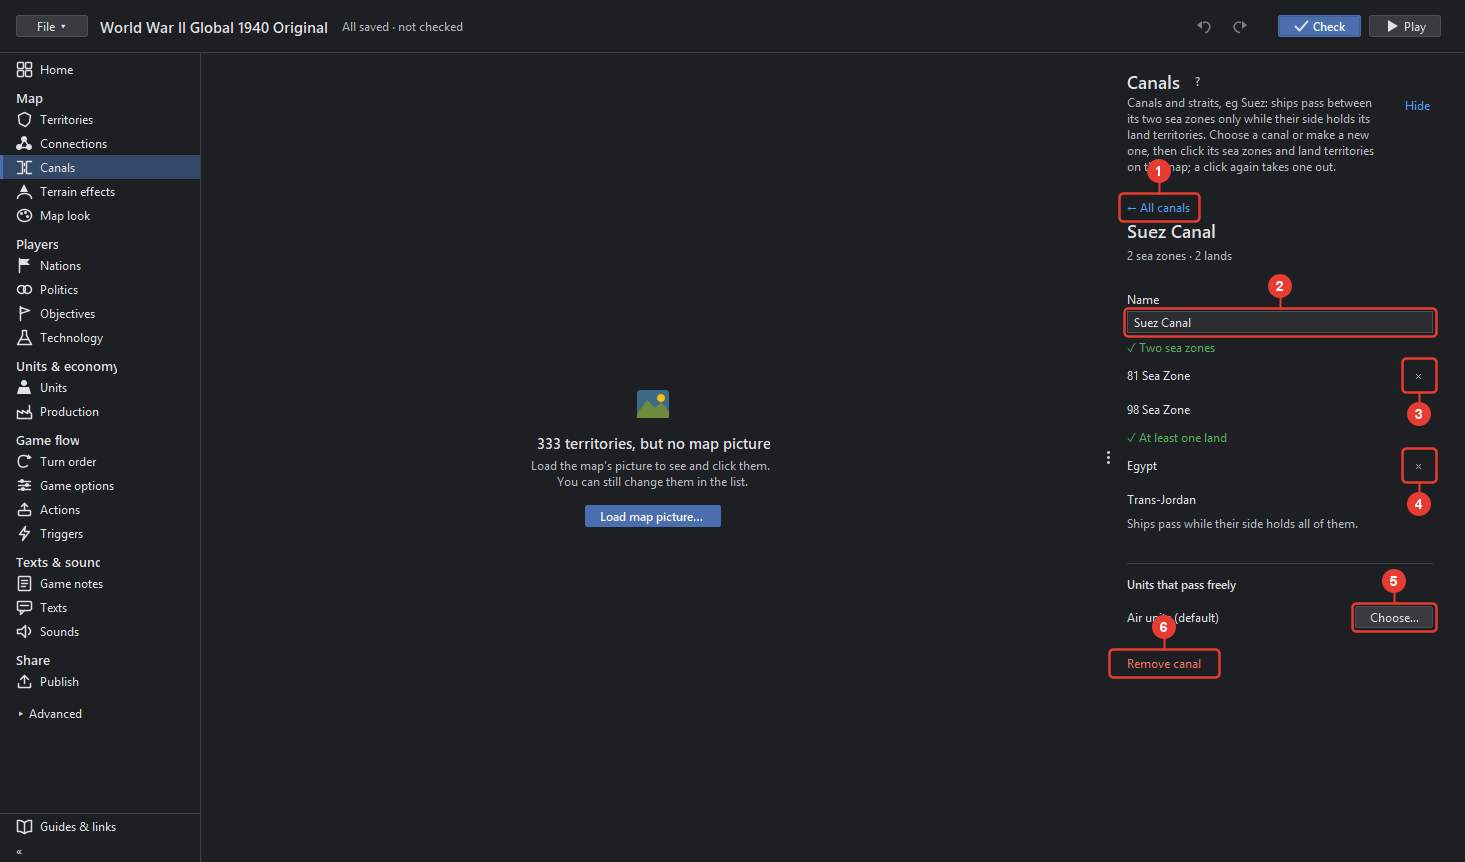 File ▾
World War II Global 1940 Original
All saved · not checked
Check
Play
Home
Map
Territories
Connections
Canals
Terrain effects
Map look
Players
Nations
Politics
Objectives
Technology
Units & economy
Units
Production
Game flow
Turn order
Game options
Actions
Triggers
Texts & sound
Game notes
Texts
Sounds
Share
Publish
▸ Advanced
Guides & links
«
333 territories, but no map picture
Load the map's picture to see and click them.
You can still change them in the list.
Load map picture...
Canals ?
Hide
Canals and straits, eg Suez: ships pass between
its two sea zones only while their side holds its
land territories. Choose a canal or make a new
one, then click its sea zones and land territories
on map; a click again takes one out.
1
← All canals
Suez Canal
2 sea zones · 2 lands
2
Name
Suez Canal
✓ Two sea zones
81 Sea Zone ×
3
98 Sea Zone
✓ At least one land
Egypt ×
4
Trans-Jordan
Ships pass while their side holds all of them.
5
Units that pass freely
Air units (default)
Choose...
6
Remove canal